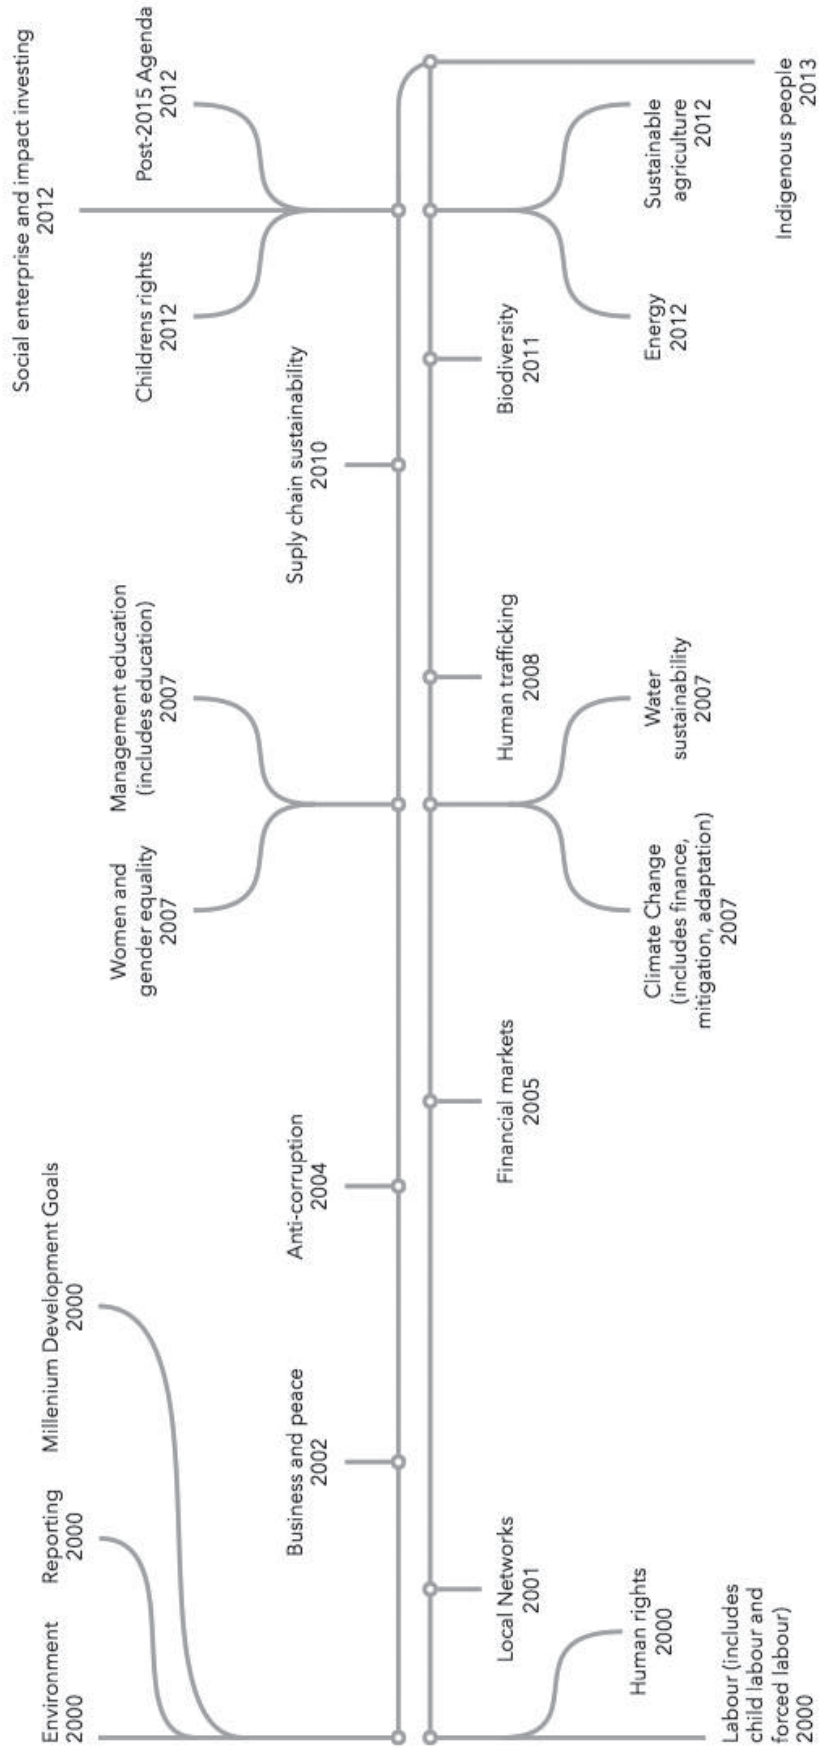 Environment
2000
Reporting
2000
Millenium Development Goals
2000
Business and peace
2002
Anti-corruption
2004
Women and
gender equality
2007
Management education
(includes education)
2007
Suply chain sustainability
2010
Childrens rights
2012
Social enterprise and impact investing
2012
Post-2015 Agenda
2012
Labour (includes
child labour and
forced labour)
2000
Human rights
2000
Local Networks
2001
Financial markets
2005
Climate Change
(includes finance,
mitigation, adaptation)
2007
Water
sustainability
2007
Human trafficking
2008
Biodiversity
2011
Energy
2012
Sustainable
agriculture
2012
Indigenous people
2013